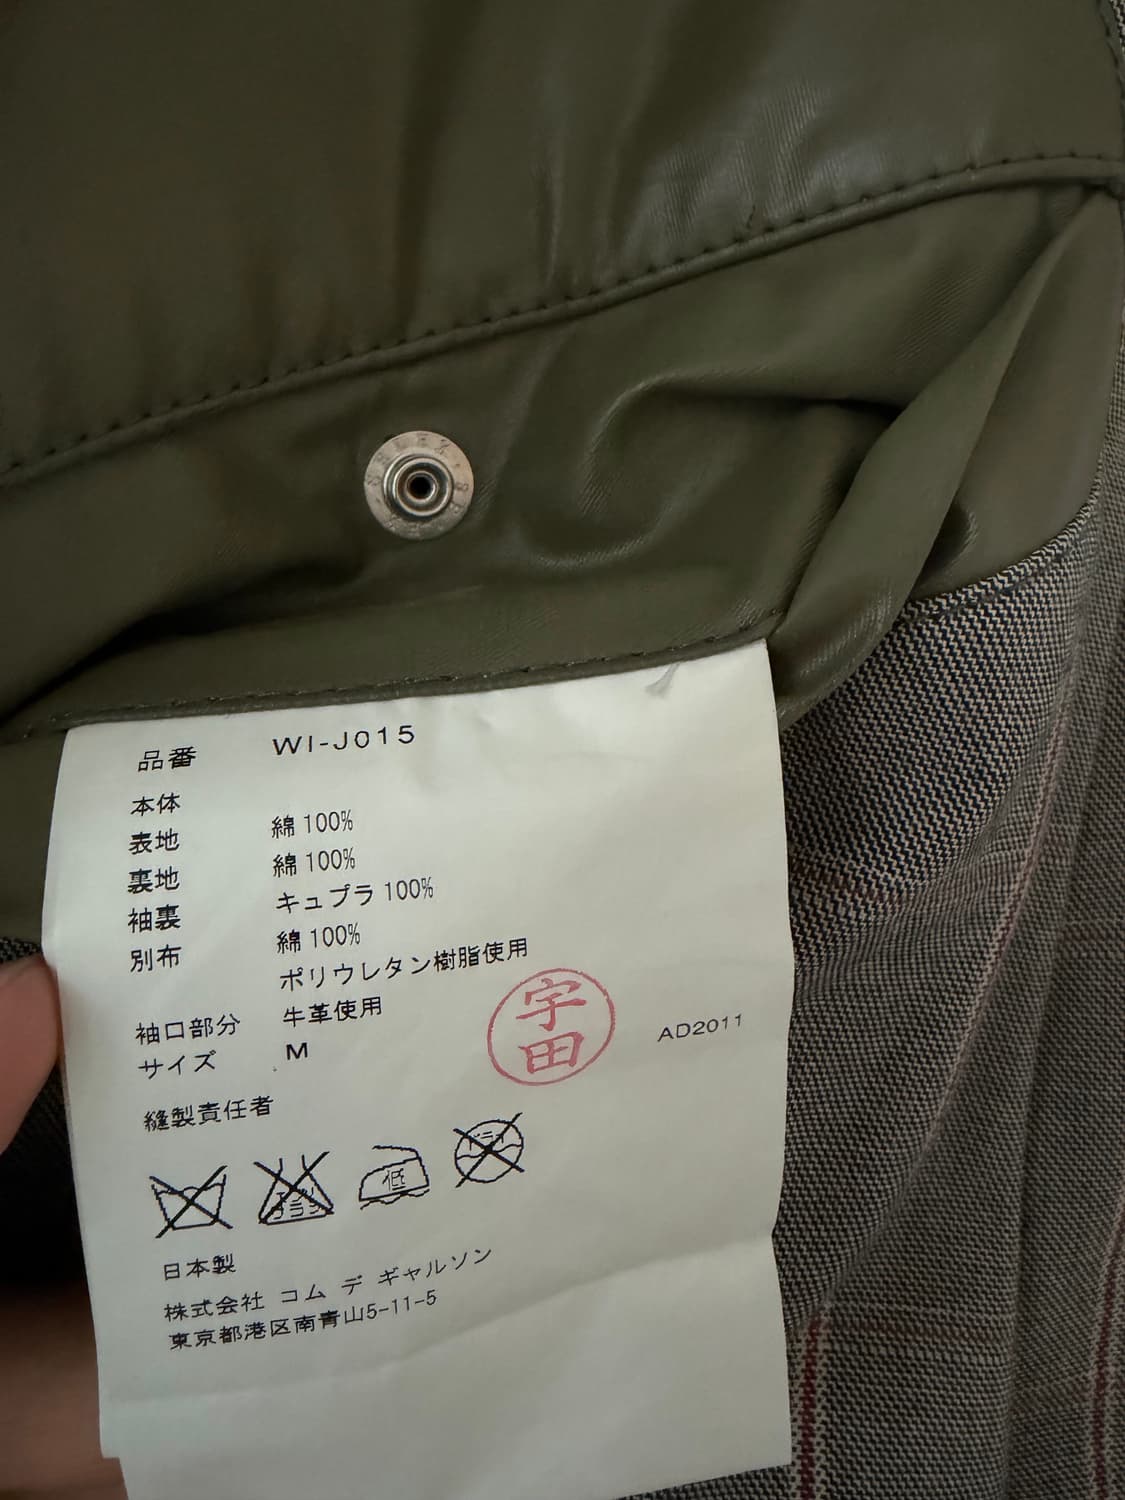 品番 WI-J015
本体
表地 綿 100%
裏地 綿 100%
袖裏 キュプラ 100%
別布 綿 100%
ポリウレタン樹脂使用
袖口部分 牛革使用
サイズ M
宇田
AD2011
縫製責任者
低
ドライ
日本製
株式会社 コム デ ギャルソン
東京都港区南青山5-11-5